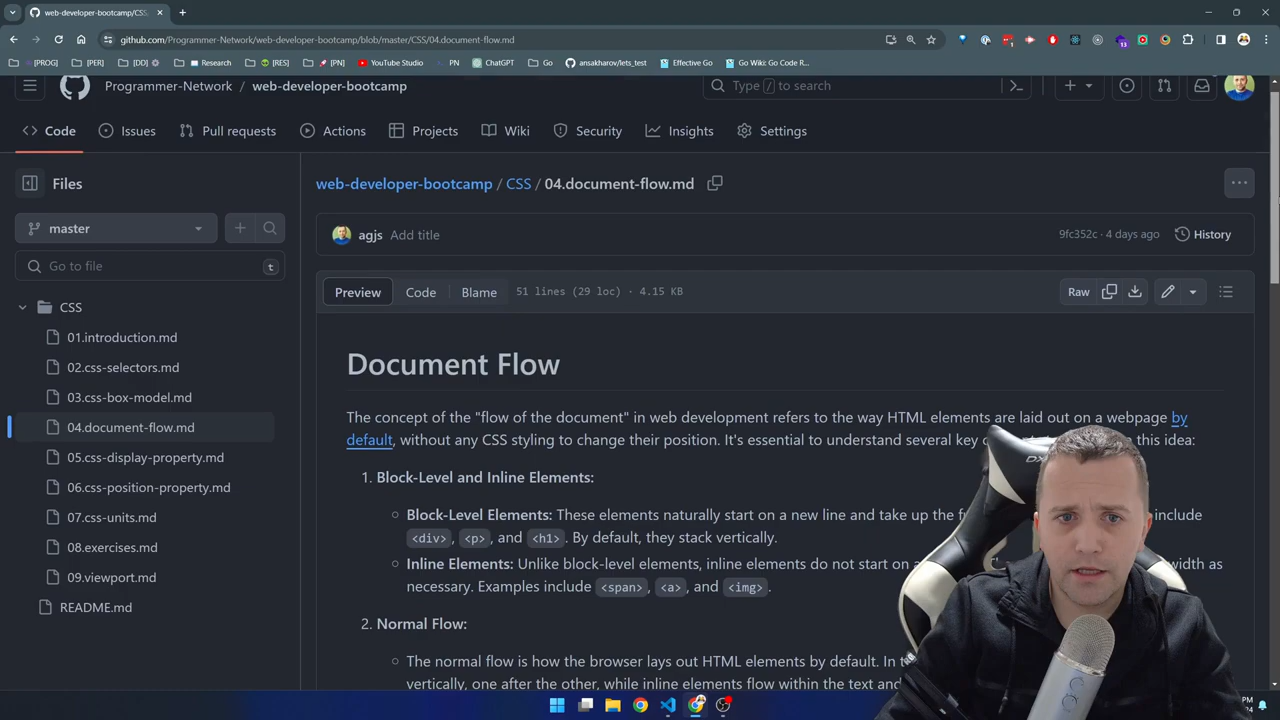 web-developer-bootcamp/CSS
github.com/Programmer-Network/web-developer-bootcamp/blob/master/CSS/04.document-flow.md
[PROG]
[PER]
[DD]
Research
[RES]
[PN]
YouTube Studio
PN
ChatGPT
Go
ansakharov/lets_test
Effective Go
Go Wiki: Go Code R...
Programmer-Network / web-developer-bootcamp
Type / to search
Code
Issues
Pull requests
Actions
Projects
Wiki
Security
Insights
Settings
Files
master
Go to file
t
CSS
01.introduction.md
02.css-selectors.md
03.css-box-model.md
04.document-flow.md
05.css-display-property.md
06.css-position-property.md
07.css-units.md
08.exercises.md
09.viewport.md
README.md
web-developer-bootcamp / CSS / 04.document-flow.md
agjs Add title
9fc352c · 4 days ago
History
Preview
Code
Blame
51 lines (29 loc) · 4.15 KB
Raw
Document Flow
The concept of the "flow of the document" in web development refers to the way HTML elements are laid out on a webpage by
default, without any CSS styling to change their position. It's essential to understand several key this idea:
1. Block-Level and Inline Elements:
Block-Level Elements: These elements naturally start on a new line and take up the include
<div>, <p>, and <h1>. By default, they stack vertically.
Inline Elements: Unlike block-level elements, inline elements do not start on width as
necessary. Examples include <span>, <a>, and <img>.
2. Normal Flow:
The normal flow is how the browser lays out HTML elements by default. In
vertically, one after the other, while inline elements flow within the text and